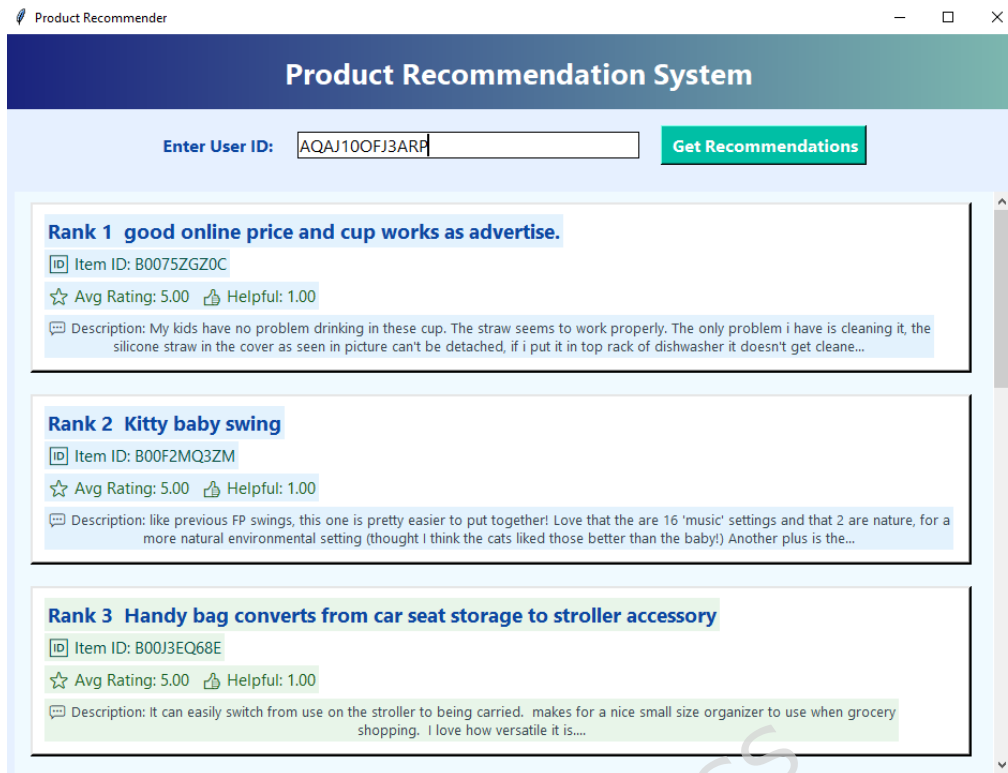 Product Recommender
Product Recommendation System
Enter User ID: AQAJ10OFJ3ARP Get Recommendations
Rank 1 good online price and cup works as advertise.
ID Item ID: B0075ZGZ0C
Avg Rating: 5.00 Helpful: 1.00
Description: My kids have no problem drinking in these cup. The straw seems to work properly. The only problem i have is cleaning it, the
silicone straw in the cover as seen in picture can't be detached, if i put it in top rack of dishwasher it doesn't get cleane...
Rank 2 Kitty baby swing
ID Item ID: B00F2MQ3ZM
Avg Rating: 5.00 Helpful: 1.00
Description: like previous FP swings, this one is pretty easier to put together! Love that the are 16 'music' settings and that 2 are nature, for a
more natural environmental setting (thought I think the cats liked those better than the baby!) Another plus is the...
Rank 3 Handy bag converts from car seat storage to stroller accessory
ID Item ID: B00J3EQ68E
Avg Rating: 5.00 Helpful: 1.00
Description: It can easily switch from use on the stroller to being carried. makes for a nice small size organizer to use when grocery
shopping. I love how versatile it is....